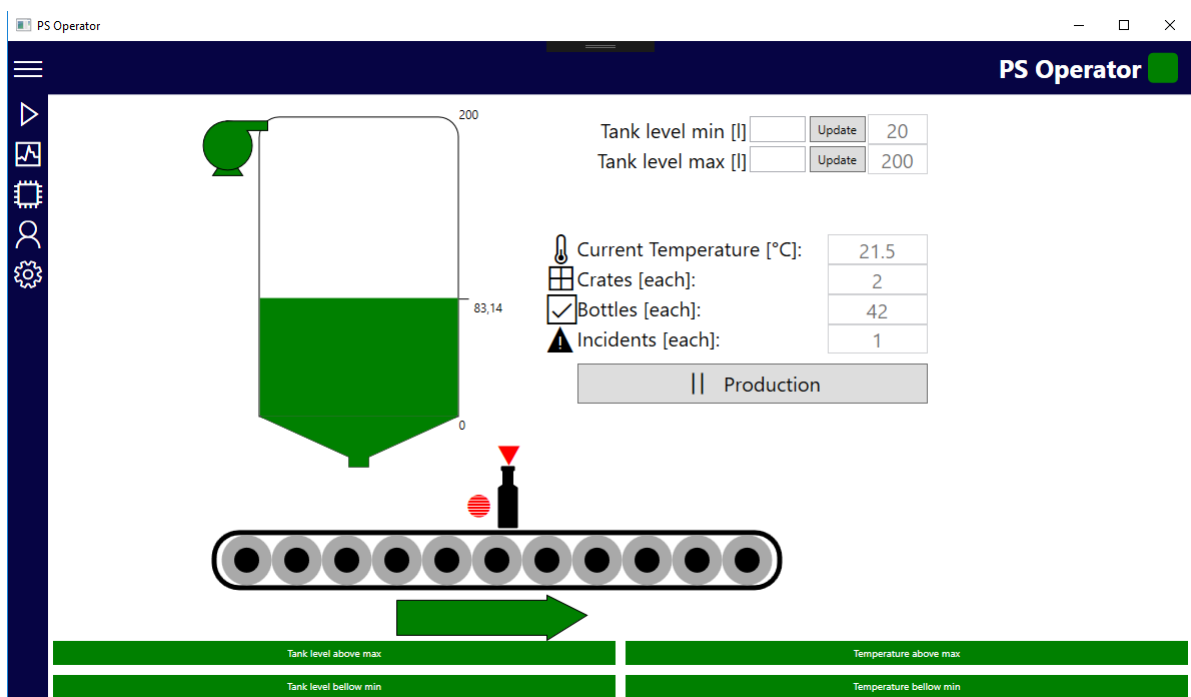 PS Operator
PS Operator
200
Tank level min [l] Update 20
Tank level max [l] Update 200
Current Temperature [°C]: 21.5
Crates [each]: 2
83,14
Bottles [each]: 42
Incidents [each]: 1
Production
0
Tank level above max
Temperature above max
Tank level bellow min
Temperature bellow min